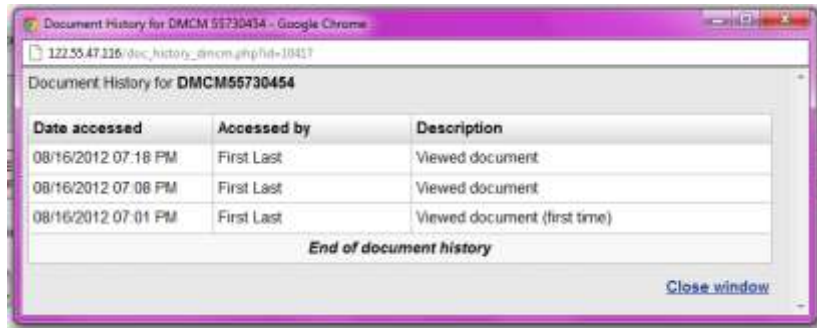 Document History for DMCM 55730454 - Google Chrome
122.55.47.116/doc_history_dmcm.php?id=10417
Document History for DMCM55730454
Date accessed Accessed by Description
08/16/2012 07:18 PM First Last Viewed document
08/16/2012 07:08 PM First Last Viewed document
08/16/2012 07:01 PM First Last Viewed document (first time)
End of document history
Close window